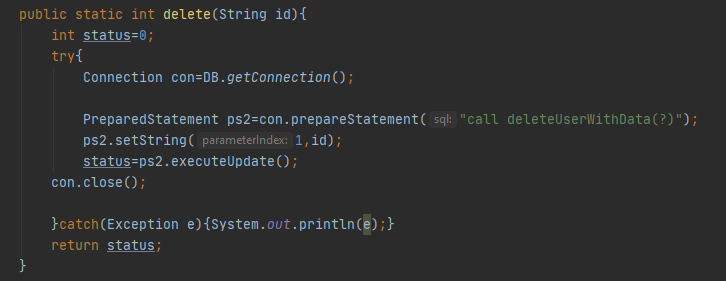 public static int delete(String id){
int status=0;
try{
Connection con=DB.getConnection();
PreparedStatement ps2=con.prepareStatement( sql: "call deleteUserWithData(?)");
ps2.setString( parameterIndex: 1,id);
status=ps2.executeUpdate();
con.close();
}catch(Exception e){System.out.println(e);}
return status;
}